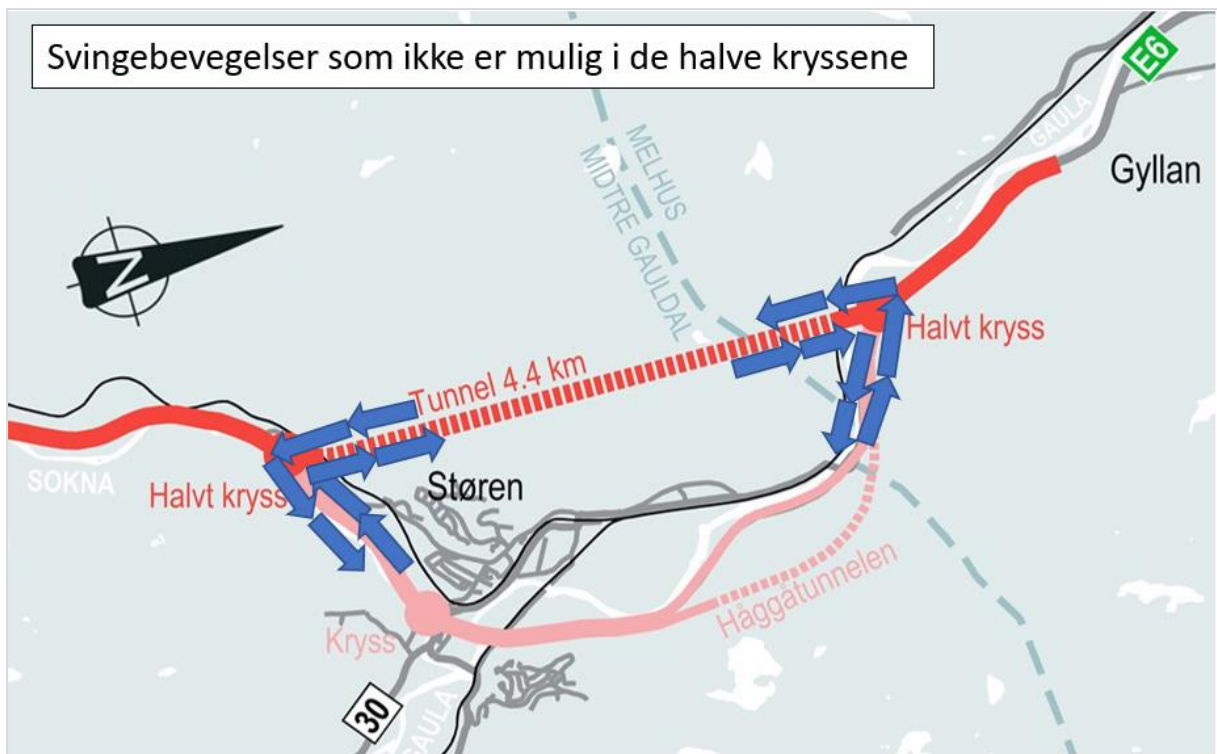 Svingebevegelser som ikke er mulig i de halve kryssene
E6
GAULA
Gyllan
MELHUS
MIDTRE GAULDAL
N
Halvt kryss
Tunnel 4.4 km
SOKNA
Halvt kryss
Støren
Håggåtunnelen
Kryss
30
GAULA